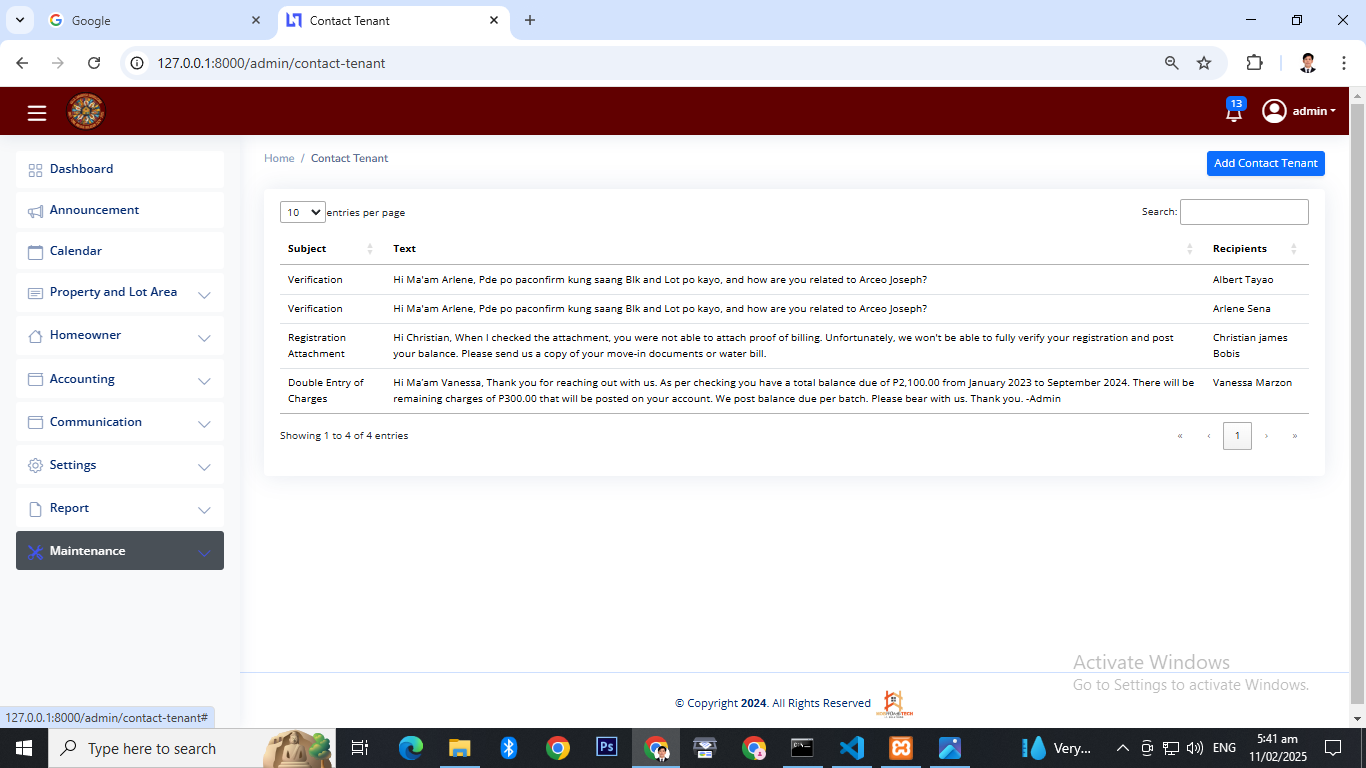 Google
Contact Tenant
127.0.0.1:8000/admin/contact-tenant
13
admin
Dashboard
Announcement
Calendar
Property and Lot Area
Homeowner
Accounting
Communication
Settings
Report
Maintenance
Home / Contact Tenant
Add Contact Tenant
10 entries per page
Search:
Subject Text Recipients
Verification Hi Ma'am Arlene, Pde po paconfirm kung saang Blk and Lot po kayo, and how are you related to Arceo Joseph? Albert Tayao
Verification Hi Ma'am Arlene, Pde po paconfirm kung saang Blk and Lot po kayo, and how are you related to Arceo Joseph? Arlene Sena
Registration Hi Christian, When I checked the attachment, you were not able to attach proof of billing. Unfortunately, we won't be able to fully verify your registration and post Christian james
Attachment your balance. Please send us a copy of your move-in documents or water bill. Bobis
Double Entry of Hi Ma'am Vanessa, Thank you for reaching out with us. As per checking you have a total balance due of P2,100.00 from January 2023 to September 2024. There will be Vanessa Marzon
Charges remaining charges of P300.00 that will be posted on your account. We post balance due per batch. Please bear with us. Thank you. -Admin
Showing 1 to 4 of 4 entries
« ‹ 1 › »
Activate Windows
Go to Settings to activate Windows.
© Copyright 2024. All Rights Reserved
127.0.0.1:8000/admin/contact-tenant#
Type here to search
Ps
Very...
ENG
5:41 am
11/02/2025